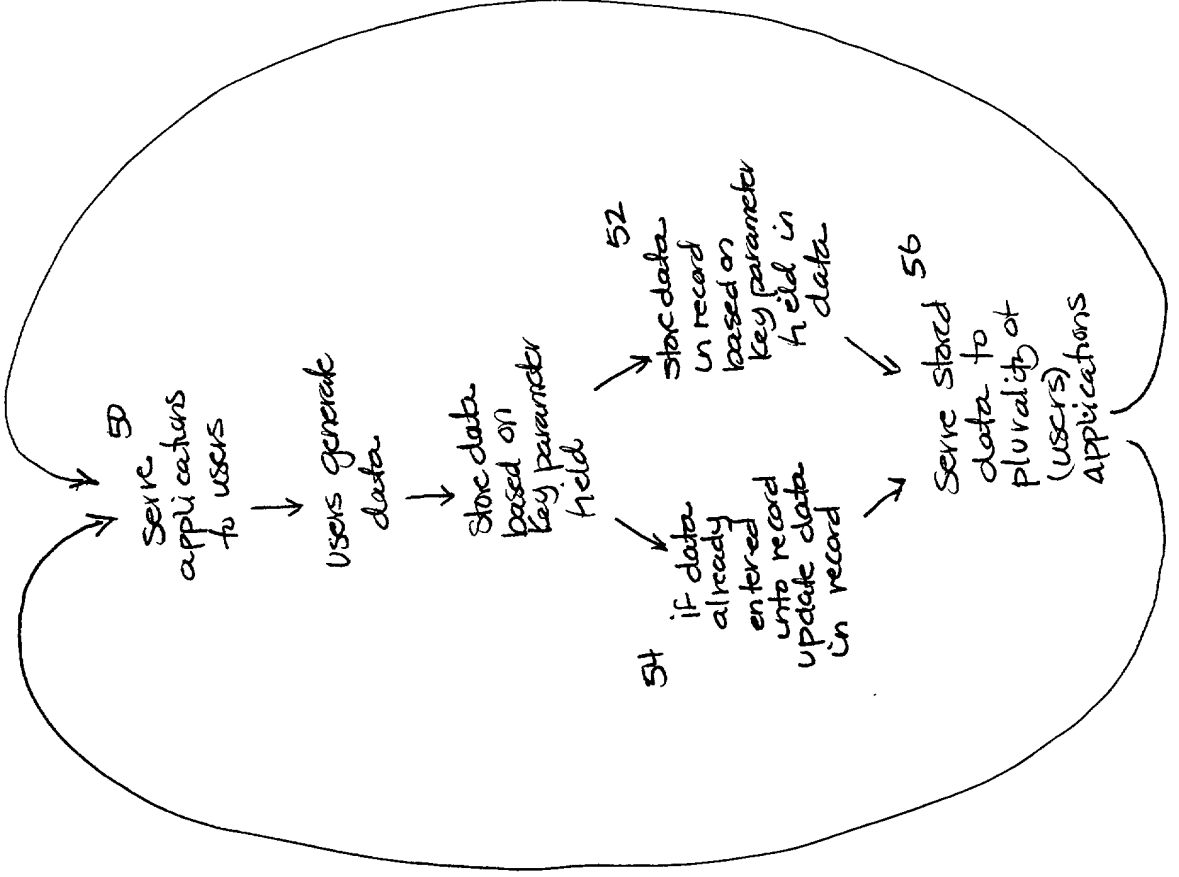 Serve 50
applications
to users
users generate
data
store data
based on
key parameter
field
54
if data
already
entered
into record
update data
in record
52
store data
in record
based on
key parameter
field in
data
Serve stored 56
data to
plurality of
(users)
applications